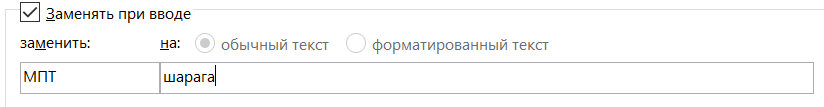 Заменять при вводе
заменить: на: обычный текст форматированный текст
МПТ шарага